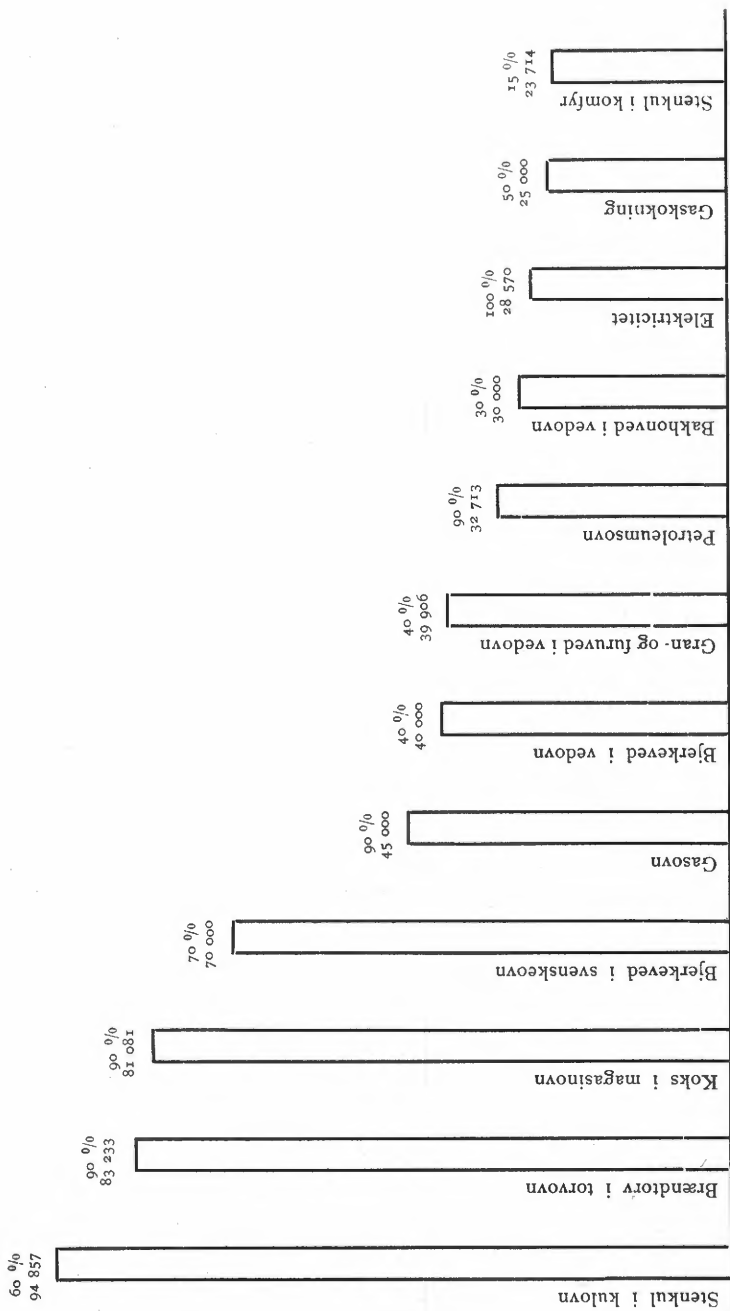 60 %
94 857
Stenkul i kulovn
90 %
83 233
Brændtorv i torvovn
90 %
81 081
Koks i magasinovn
70 %
70 000
Bjerkeved i svenskeovn
90 %
45 000
Gasovn
40 %
40 000
Bjerkeved i vedovn
40 %
39 906
Gran- og furuved i vedovn
90 %
32 713
Petroleumsovn
30 %
30 000
Bakhonved i vedovn
100 %
28 570
Elektricitet
50 %
25 000
Gaskokning
15 %
23 714
Stenkul i komfyr